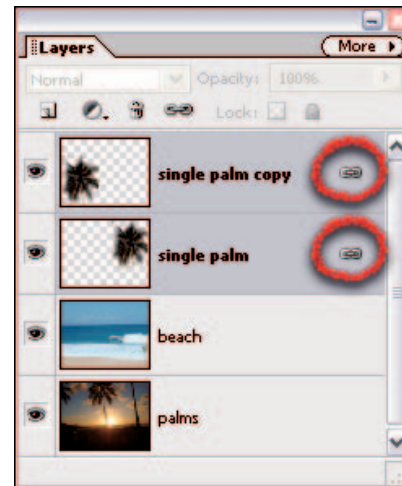 Layers More
Normal Opacity: 100%
Lock:
single palm copy
single palm
beach
palms